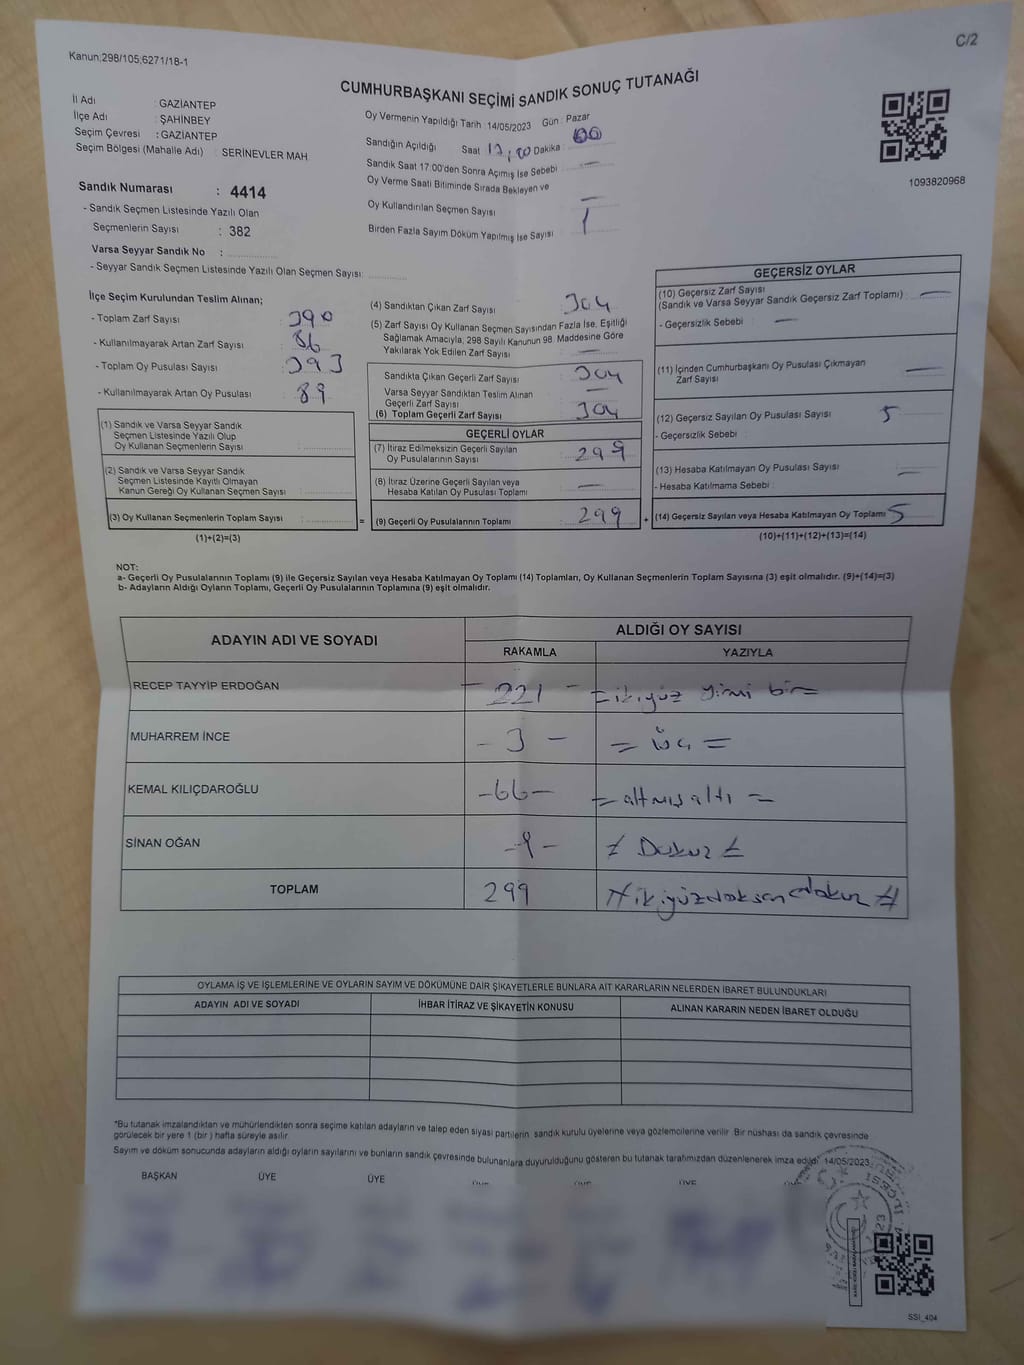 C/2
Kanun;298/105;6271/18-1
CUMHURBAŞKANI SEÇİMİ SANDIK SONUÇ TUTANAĞI
İl Adı : GAZİANTEP
İlçe Adı : ŞAHİNBEY
Seçim Çevresi : GAZİANTEP
Seçim Bölgesi (Mahalle Adı) : SERİNEVLER MAH
Sandık Numarası : 4414
- Sandık Seçmen Listesinde Yazılı Olan
Seçmenlerin Sayısı : 382
Varsa Seyyar Sandık No :
- Seyyar Sandık Seçmen Listesinde Yazılı Olan Seçmen Sayısı:
Oy Vermenin Yapıldığı Tarih : 14/05/2023 Gün : Pazar
Sandığın Açıldığı Saat 17,00 Dakika : 00
Sandık Saat 17:00'den Sonra Açımış İse Sebebi : —
Oy Verme Saati Bitiminde Sırada Bekleyen ve
Oy Kullandırılan Seçmen Sayısı —
Birden Fazla Sayım Döküm Yapılmış İse Sayısı 1
1093820968
İlçe Seçim Kurulundan Teslim Alınan;
- Toplam Zarf Sayısı : 390
- Kullanılmayarak Artan Zarf Sayısı : 86
- Toplam Oy Pusulası Sayısı : 393
- Kullanılmayarak Artan Oy Pusulası : 89
(1) Sandık ve Varsa Seyyar Sandık
Seçmen Listesinde Yazılı Olup
Oy Kullanan Seçmenlerin Sayısı :
(2) Sandık ve Varsa Seyyar Sandık
Seçmen Listesinde Kayıtlı Olmayan
Kanun Gereği Oy Kullanan Seçmen Sayısı :
(3) Oy Kullanan Seçmenlerin Toplam Sayısı :
(1)+(2)=(3)
(4) Sandıktan Çıkan Zarf Sayısı : 304
(5) Zarf Sayısı Oy Kullanan Seçmen Sayısından Fazla İse, Eşitliği
Sağlamak Amacıyla, 298 Sayılı Kanunun 98. Maddesine Göre
Yakılarak Yok Edilen Zarf Sayısı : —
Sandıkta Çıkan Geçerli Zarf Sayısı : 304
Varsa Seyyar Sandıktan Teslim Alınan
Geçerli Zarf Sayısı : —
(6) Toplam Geçerli Zarf Sayısı : 304
GEÇERLİ OYLAR
(7) İtiraz Edilmeksizin Geçerli Sayılan
Oy Pusulalarının Sayısı : 299
(8) İtiraz Üzerine Geçerli Sayılan veya
Hesaba Katılan Oy Pusulası Toplamı : —
=
(9) Geçerli Oy Pusulalarının Toplamı : 299
+
GEÇERSİZ OYLAR
(10) Geçersiz Zarf Sayısı
(Sandık ve Varsa Seyyar Sandık Geçersiz Zarf Toplamı) : —
- Geçersizlik Sebebi : —
(11) İçinden Cumhurbaşkanı Oy Pusulası Çıkmayan
Zarf Sayısı —
(12) Geçersiz Sayılan Oy Pusulası Sayısı : 5
- Geçersizlik Sebebi :
(13) Hesaba Katılmayan Oy Pusulası Sayısı : —
- Hesaba Katılmama Sebebi :
(14) Geçersiz Sayılan veya Hesaba Katılmayan Oy Toplamı : 5
(10)+(11)+(12)+(13)=(14)
NOT:
a- Geçerli Oy Pusulalarının Toplamı (9) ile Geçersiz Sayılan veya Hesaba Katılmayan Oy Toplamı (14) Toplamları, Oy Kullanan Seçmenlerin Toplam Sayısına (3) eşit olmalıdır. (9)+(14)=(3)
b- Adayların Aldığı Oyların Toplamı, Geçerli Oy Pusulalarının Toplamına (9) eşit olmalıdır.
ADAYIN ADI VE SOYADI ALDIĞI OY SAYISI
RAKAMLA YAZIYLA
RECEP TAYYİP ERDOĞAN - 221 - = ikiyüz yirmi bir =
MUHARREM İNCE - 3 - = üç =
KEMAL KILIÇDAROĞLU - 66 - = altmış altı =
SİNAN OĞAN - 9 - ≠ Dokuz ≠
TOPLAM 299 # ikiyüzdoksandokuz #
OYLAMA İŞ VE İŞLEMLERİNE VE OYLARIN SAYIM VE DÖKÜMÜNE DAİR ŞİKAYETLERLE BUNLARA AİT KARARLARIN NELERDEN İBARET BULUNDUKLARI
ADAYIN ADI VE SOYADI İHBAR İTİRAZ VE ŞİKAYETİN KONUSU ALINAN KARARIN NEDEN İBARET OLDUĞU
*Bu tutanak imzalandıktan ve mühürlendikten sonra seçime katılan adayların ve talep eden siyasi partilerin sandık kurulu üyelerine veya gözlemcilerine verilir. Bir nüshası da sandık çevresinde
görülecek bir yere 1 (bir) hafta süreyle asılır.
Sayım ve döküm sonucunda adayların aldığı oyların sayılarını ve bunların sandık çevresinde bulunanlara duyurulduğunu gösteren bu tutanak tarafımızdan düzenlenerek imza edildi. 14/05/2023
BAŞKAN ÜYE ÜYE ÜYE ÜYE ÜYE
SSI_404